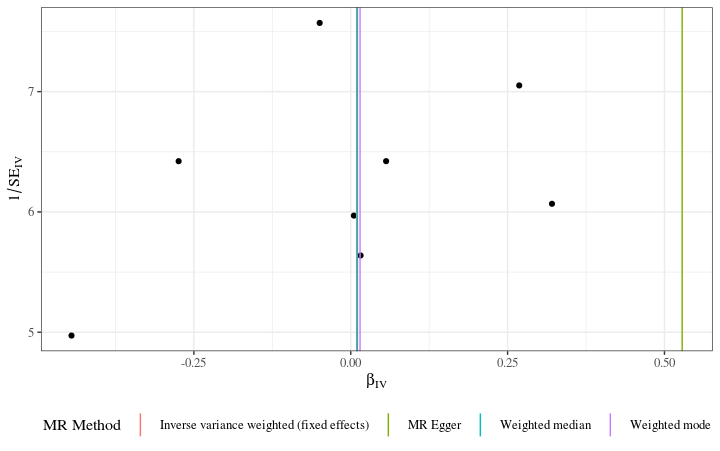 7
6
5
1/SE_IV
-0.25
0.00
0.25
0.50
β_IV
MR Method Inverse variance weighted (fixed effects) MR Egger Weighted median Weighted mode